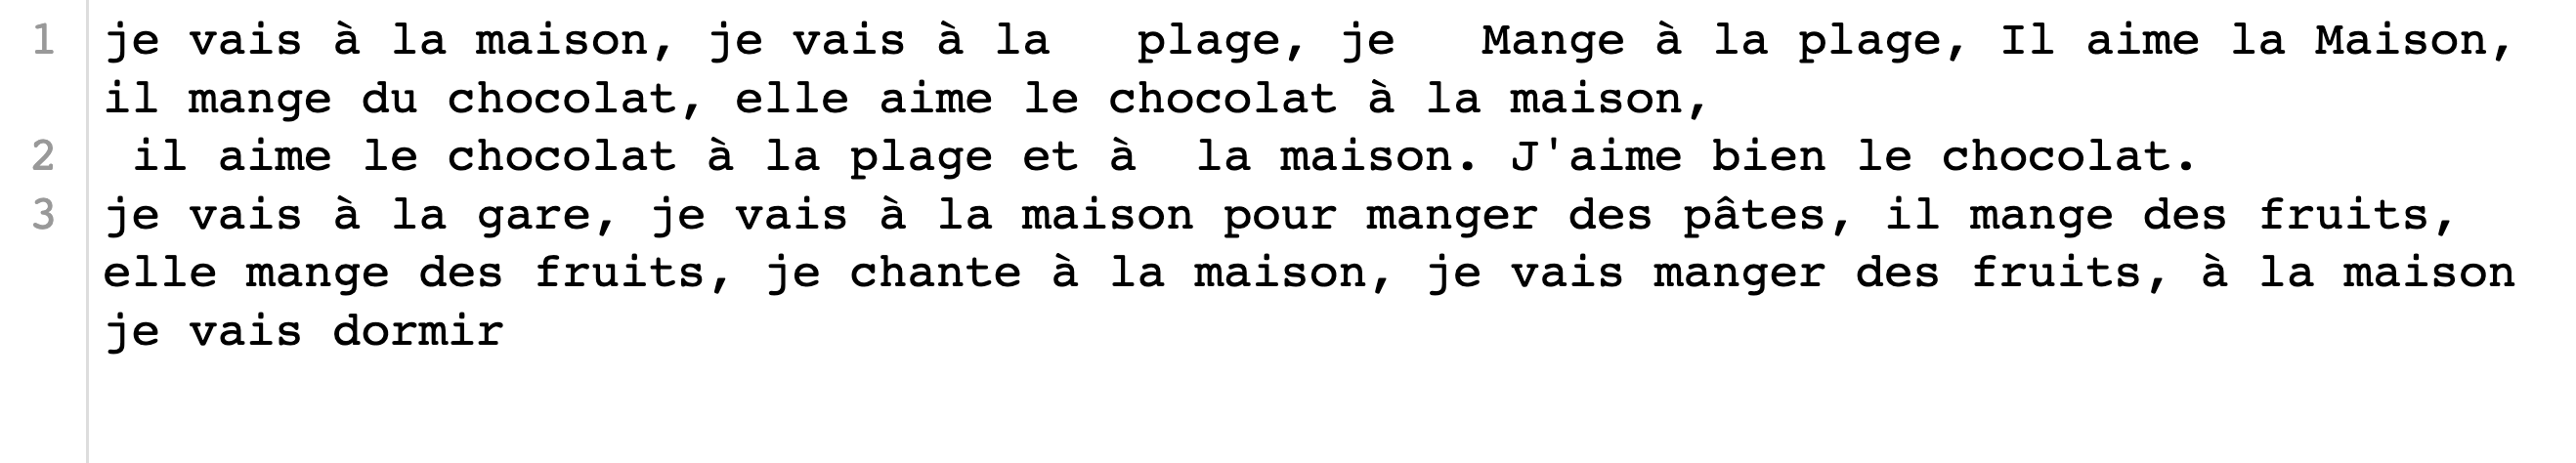 1 je vais à la maison, je vais à la   plage, je   Mange à la plage, Il aime la Maison,
il mange du chocolat, elle aime le chocolat à la maison,
2  il aime le chocolat à la plage et à  la maison. J'aime bien le chocolat.
3 je vais à la gare, je vais à la maison pour manger des pâtes, il mange des fruits,
elle mange des fruits, je chante à la maison, je vais manger des fruits, à la maison
je vais dormir